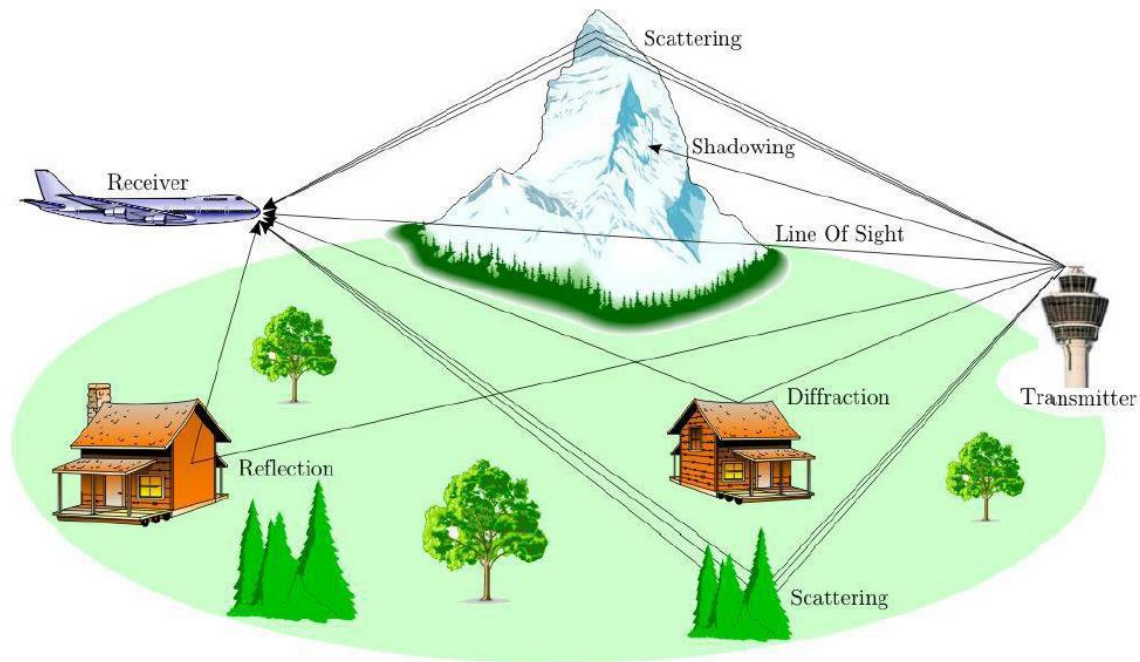 Scattering
Shadowing
Receiver
Line Of Sight
Diffraction
Transmitter
Reflection
Scattering